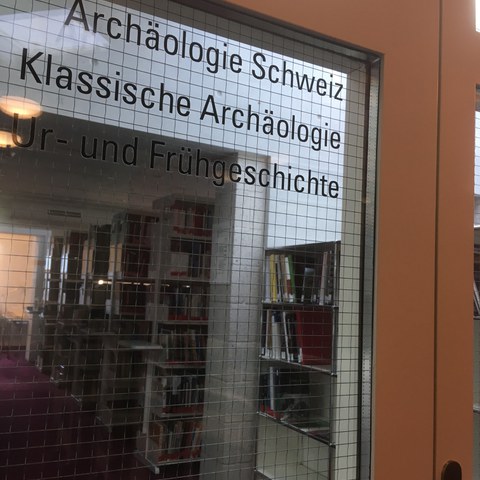 Archäologie Schweiz
Klassische Archäologie
Ur- und Frühgeschichte